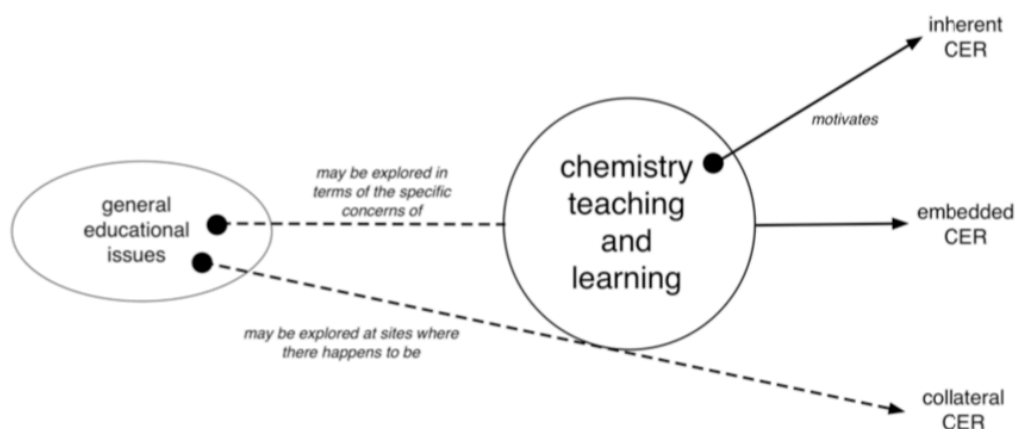 inherent
CER
motivates
may be explored in
terms of the specific
concerns of
general
educational
issues
chemistry
teaching
and
learning
embedded
CER
may be explored at sites where
there happens to be
collateral
CER